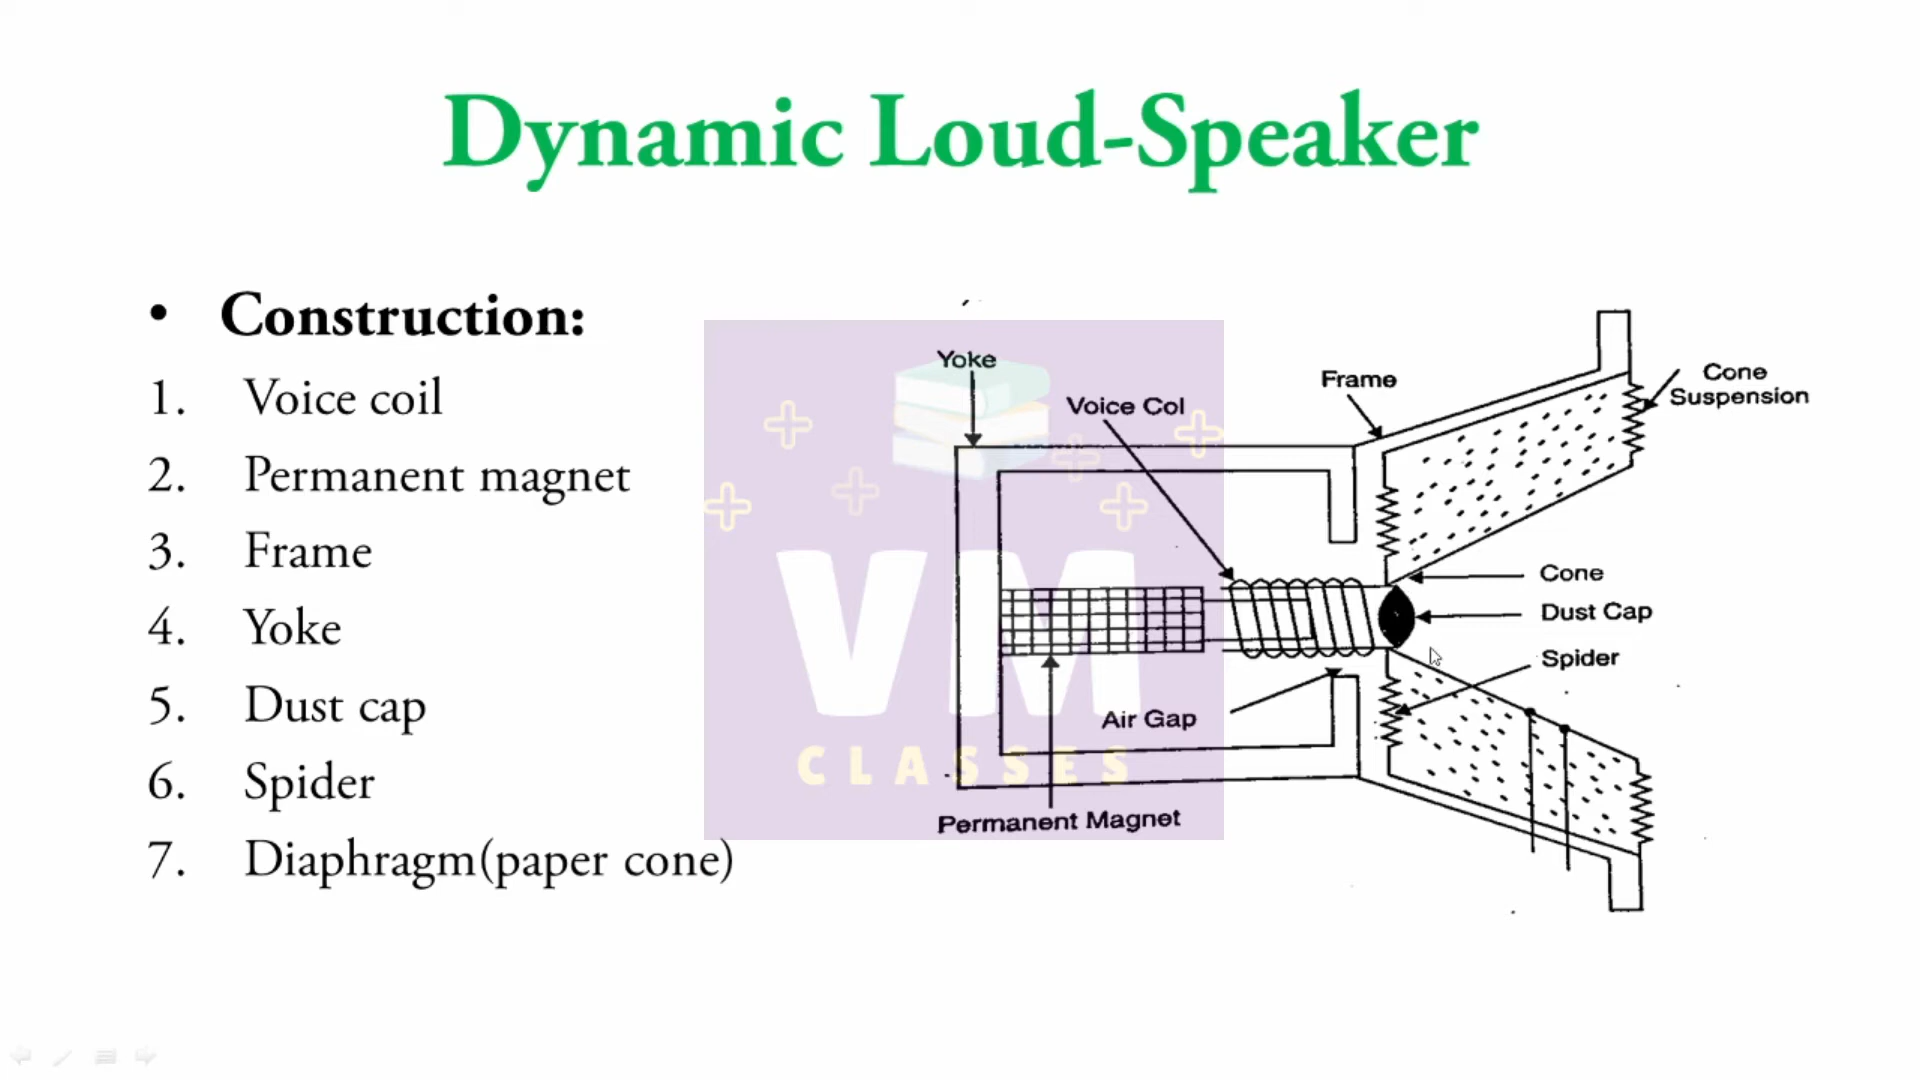 Dynamic Loud-Speaker
• Construction:
1. Voice coil
2. Permanent magnet
3. Frame
4. Yoke
5. Dust cap
6. Spider
7. Diaphragm(paper cone)
Yoke
Voice Col
Frame
Cone
Suspension
Cone
Dust Cap
Spider
Air Gap
Permanent Magnet
VM
CLASSES